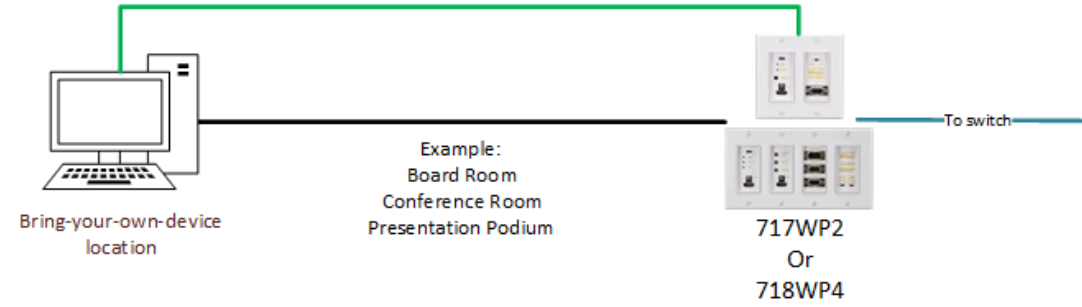 To switch
Example:
Board Room
Conference Room
Presentation Podium
Bring-your-own-device
location
717WP2
Or
718WP4